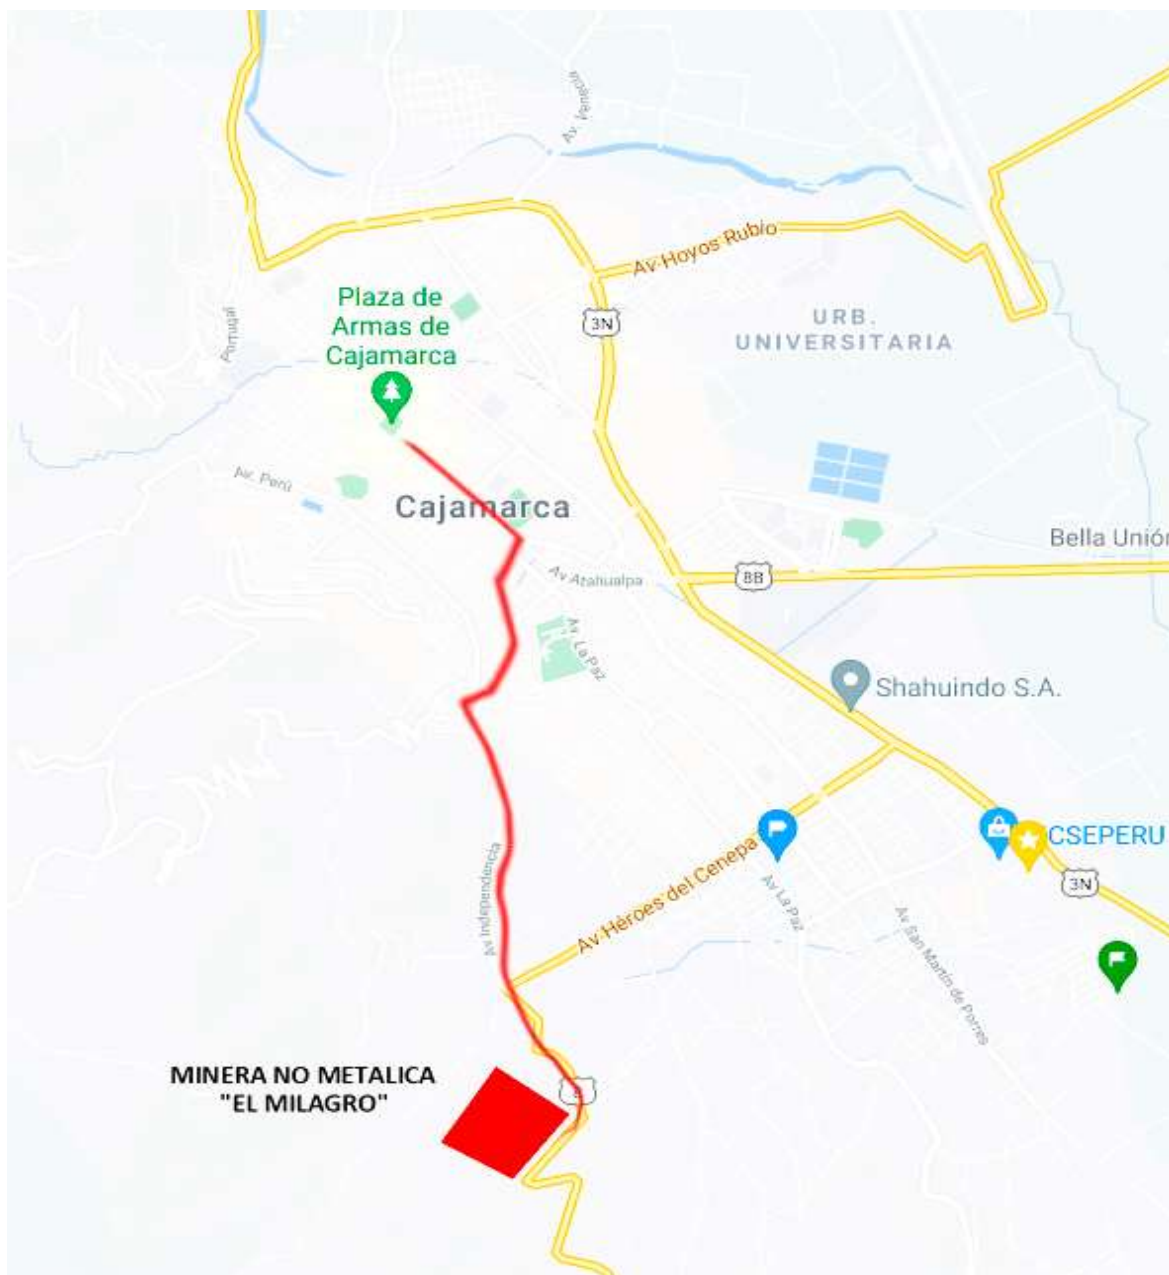 Av. Venecia
Av Hoyos Rubio
Plaza de
Armas de
Cajamarca
3N
URB.
UNIVERSITARIA
Portugal
Av. Perú
Cajamarca
Bella Unión
Av Atahualpa
8B
Av. La Paz
Shahuindo S.A.
CSEPERU
Av Independencia
Av Héroes del Cenepa
Av La Paz
3N
Av San Martín de Porres
MINERA NO METALICA
"EL MILAGRO"
8